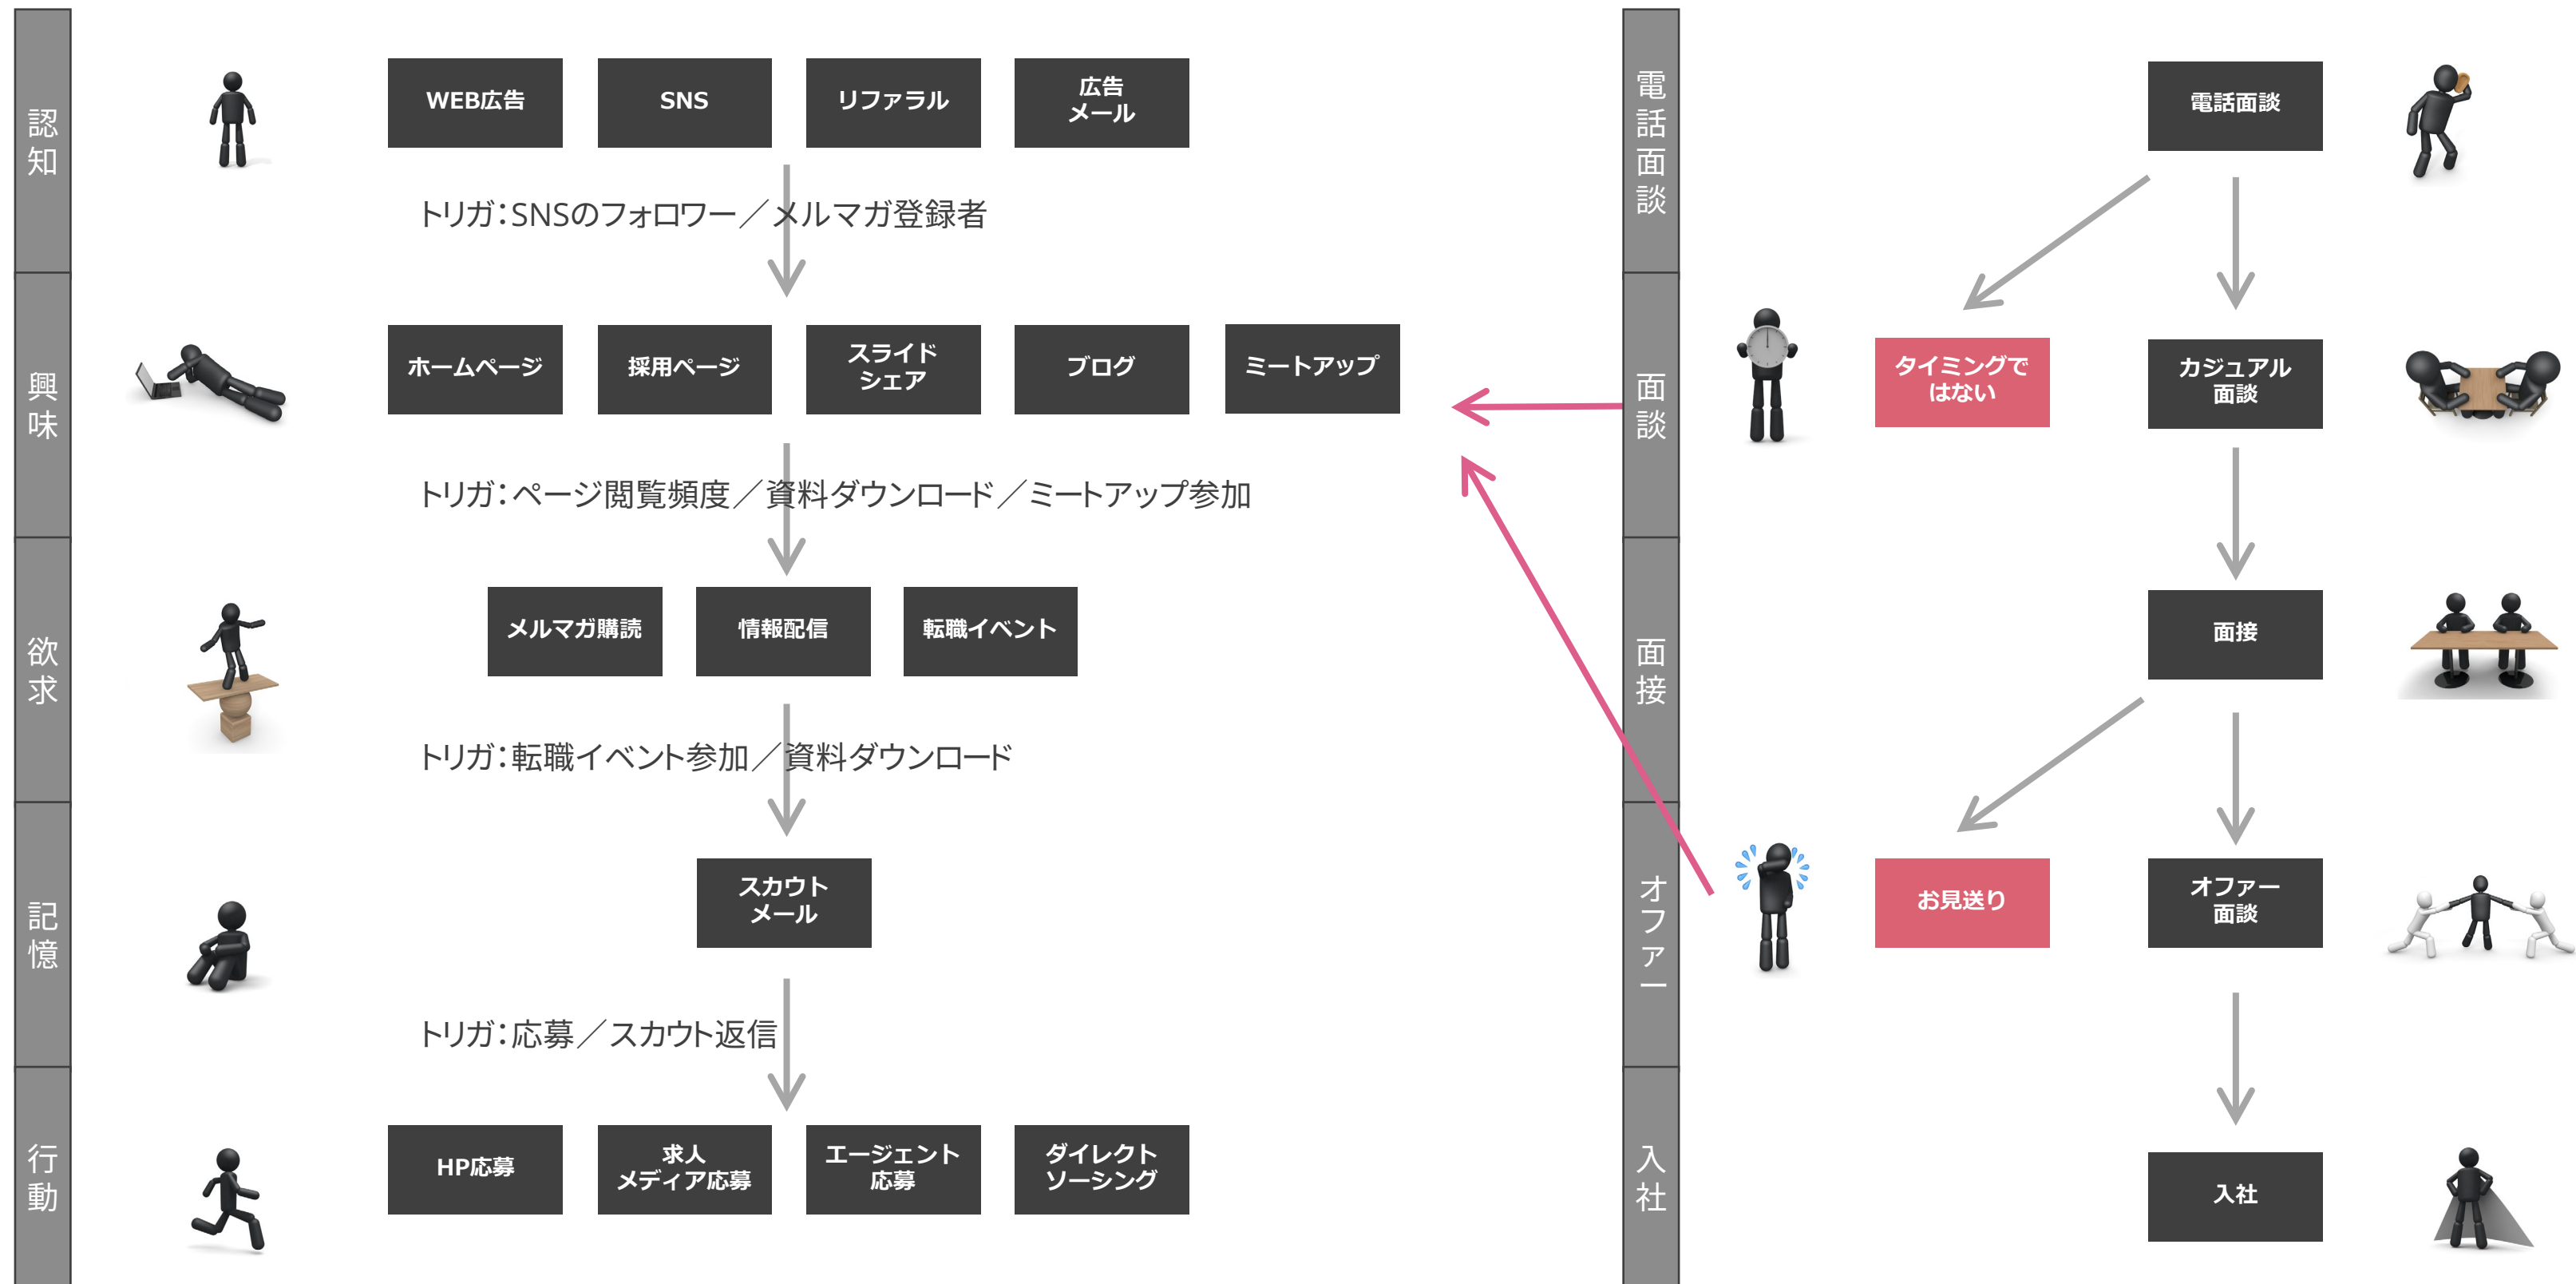 認知
WEB広告
SNS
リファラル
広告
メール
トリガ：SNSのフォロワー／メルマガ登録者
興味
ホームページ
採用ページ
スライド
シェア
ブログ
ミートアップ
トリガ：ページ閲覧頻度／資料ダウンロード／ミートアップ参加
欲求
メルマガ購読
情報配信
転職イベント
トリガ：転職イベント参加／資料ダウンロード
記憶
スカウト
メール
トリガ：応募／スカウト返信
行動
HP応募
求人
メディア応募
エージェント
応募
ダイレクト
ソーシング
電話面談
電話面談
面談
タイミングで
はない
カジュアル
面談
面接
面接
オファー
お見送り
オファー
面談
入社
入社